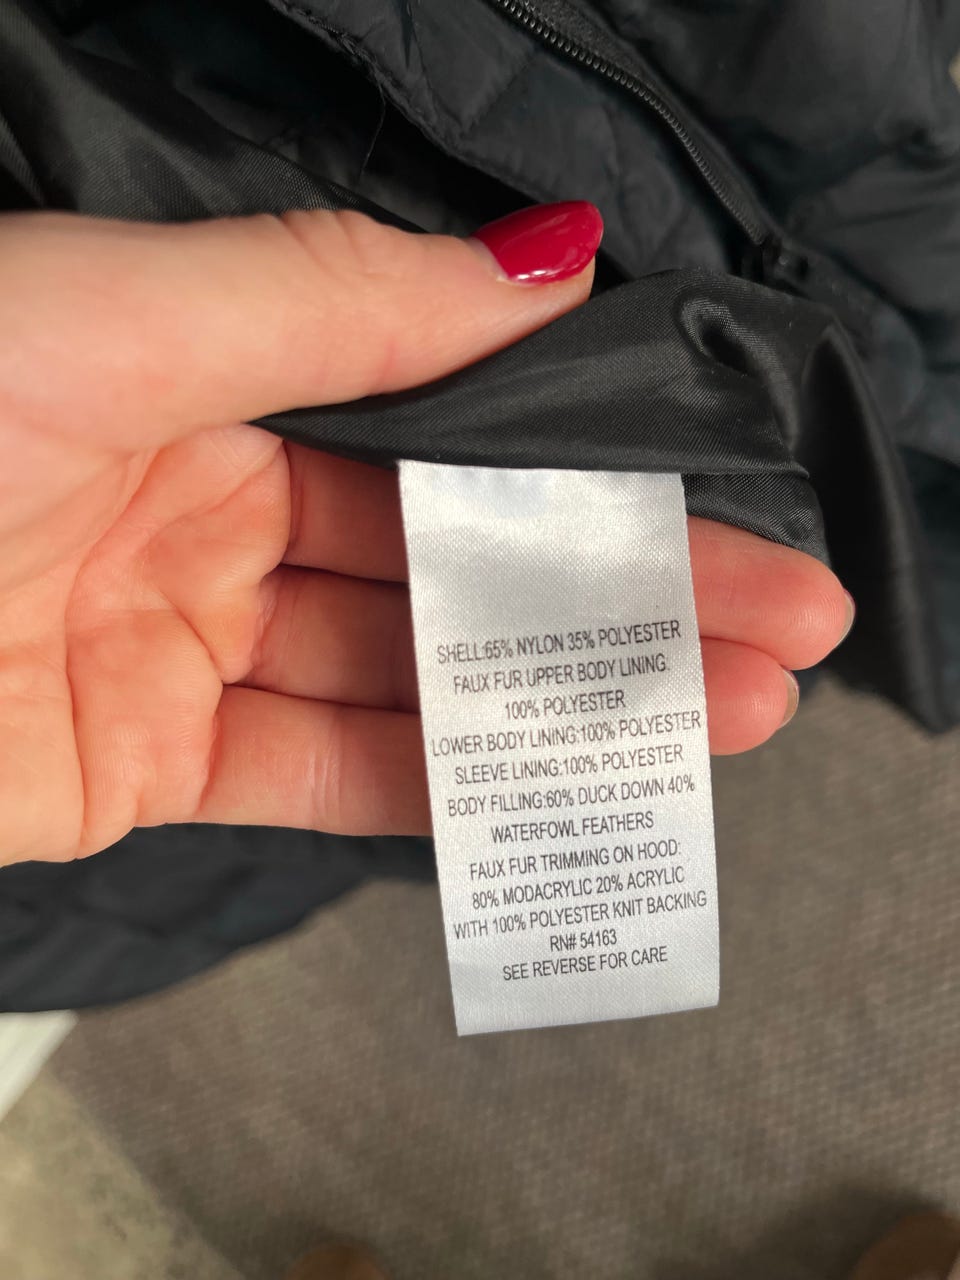 SHELL:65% NYLON 35% POLYESTER
FAUX FUR UPPER BODY LINING:
100% POLYESTER
LOWER BODY LINING:100% POLYESTER
SLEEVE LINING:100% POLYESTER
BODY FILLING:60% DUCK DOWN 40%
WATERFOWL FEATHERS
FAUX FUR TRIMMING ON HOOD:
80% MODACRYLIC 20% ACRYLIC
WITH 100% POLYESTER KNIT BACKING
RN# 54163
SEE REVERSE FOR CARE